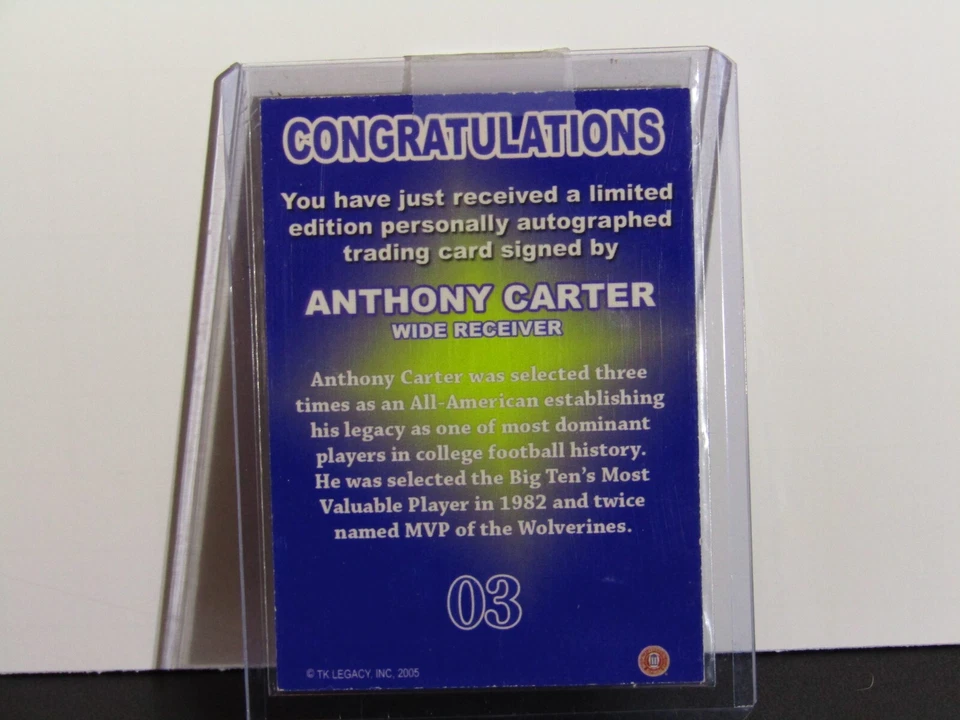 CONGRATULATIONS
You have just received a limited
edition personally autographed
trading card signed by
ANTHONY CARTER
WIDE RECEIVER
Anthony Carter was selected three
times as an All-American establishing
his legacy as one of most dominant
players in college football history.
He was selected the Big Ten's Most
Valuable Player in 1982 and twice
named MVP of the Wolverines.
03
© TK LEGACY, INC, 2005